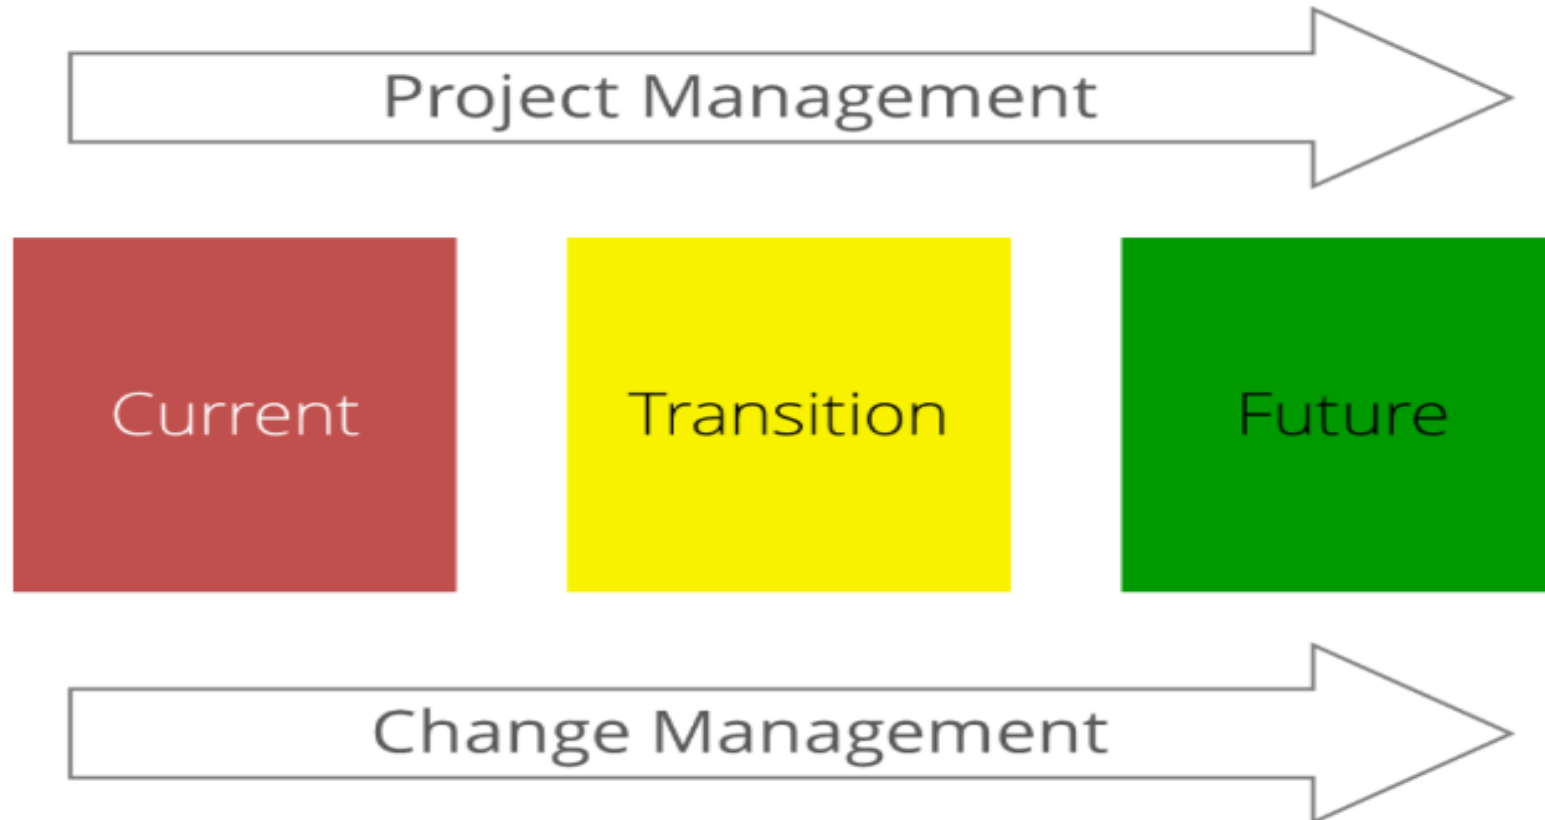 Project Management
Current
Transition
Future
Change Management